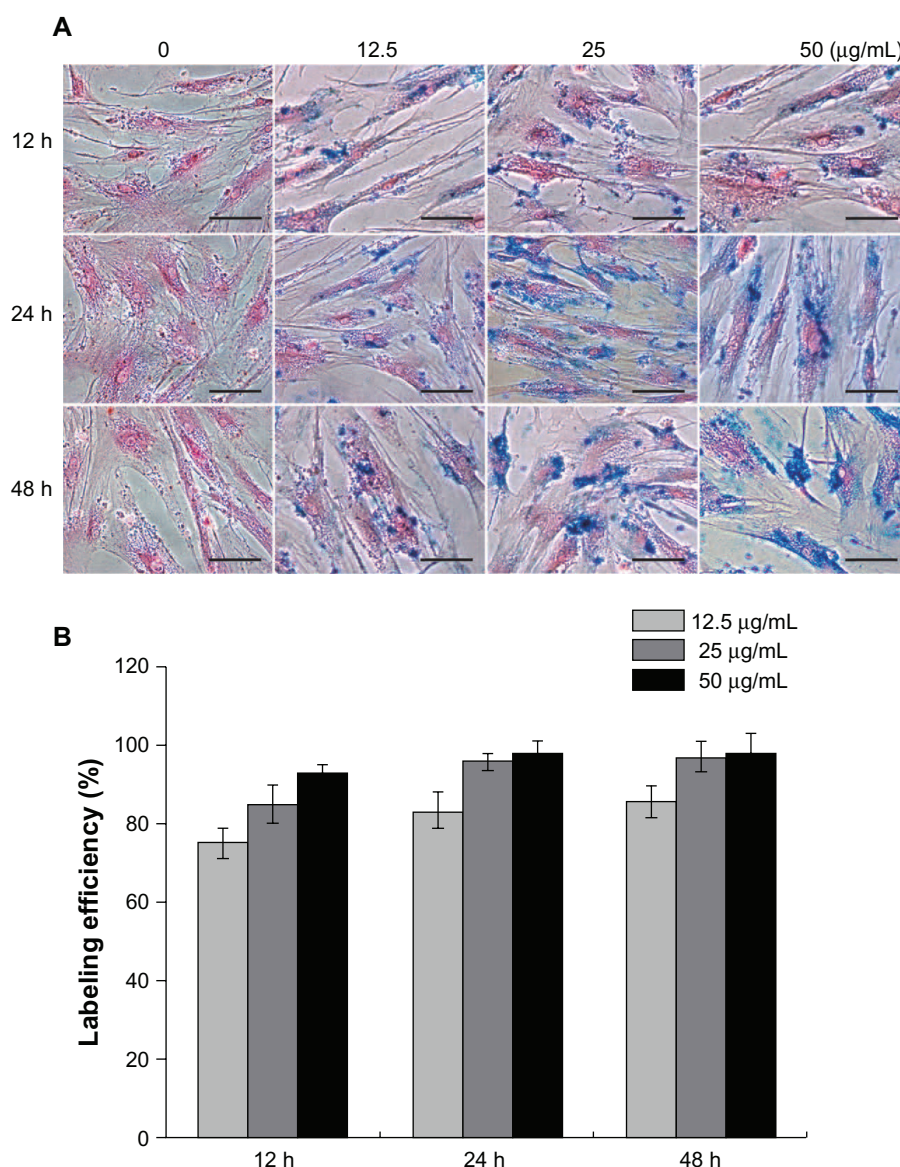 A
0 12.5 25 50 (μg/mL)
12 h
24 h
48 h
B
12.5 μg/mL
25 μg/mL
50 μg/mL
Labeling efficiency (%)
120
100
80
60
40
20
0
12 h 24 h 48 h